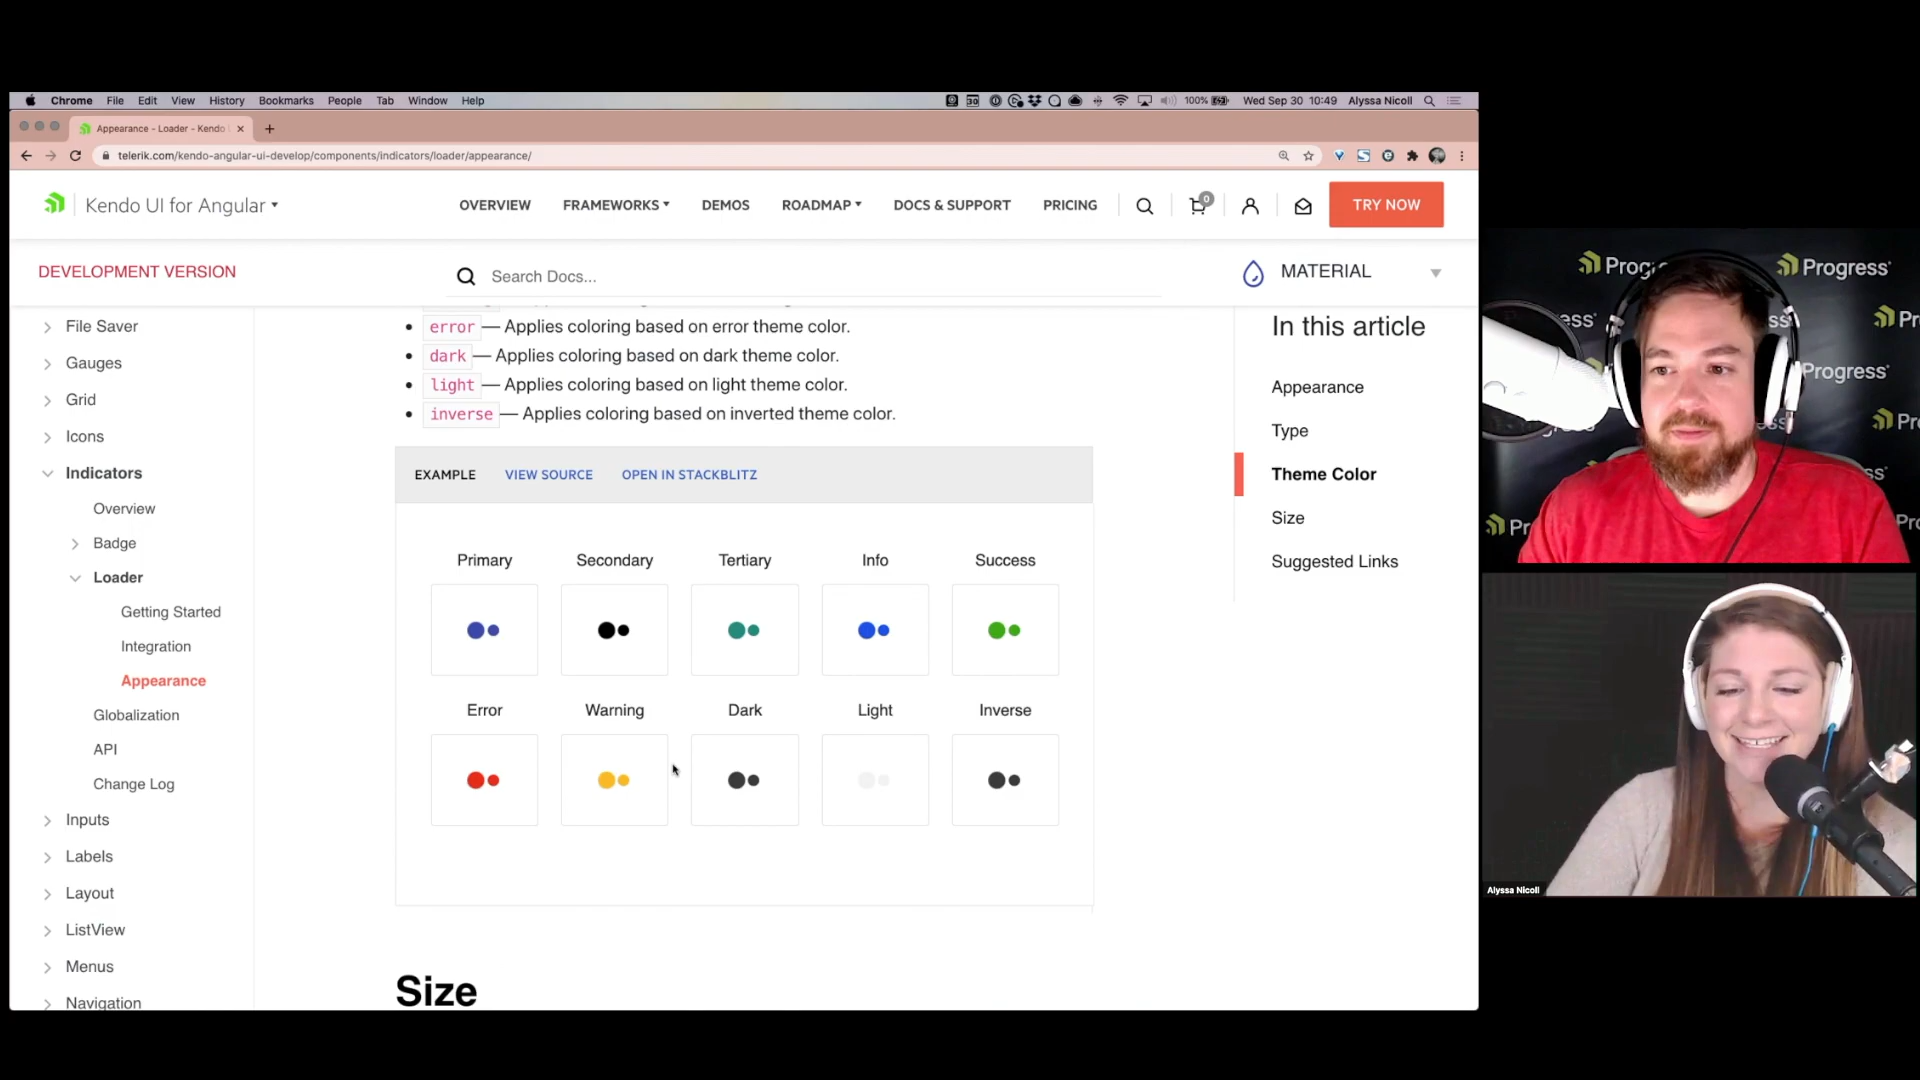 Chrome File Edit View History Bookmarks People Tab Window Help 30 100% Wed Sep 30 10:49 Alyssa Nicoll
Appearance - Loader - Kendo
telerik.com/kendo-angular-ui-develop/components/indicators/loader/appearance/
Kendo UI for Angular OVERVIEW FRAMEWORKS DEMOS ROADMAP DOCS & SUPPORT PRICING 0 TRY NOW
DEVELOPMENT VERSION Search Docs... MATERIAL
File Saver
Gauges
Grid
Icons
Indicators
Overview
Badge
Loader
Getting Started
Integration
Appearance
Globalization
API
Change Log
Inputs
Labels
Layout
ListView
Menus
Navigation
error — Applies coloring based on error theme color.
dark — Applies coloring based on dark theme color.
light — Applies coloring based on light theme color.
inverse — Applies coloring based on inverted theme color.
EXAMPLE VIEW SOURCE OPEN IN STACKBLITZ
Primary Secondary Tertiary Info Success
Error Warning Dark Light Inverse
Size
In this article
Appearance
Type
Theme Color
Size
Suggested Links
Progress
Progress
Alyssa Nicoll